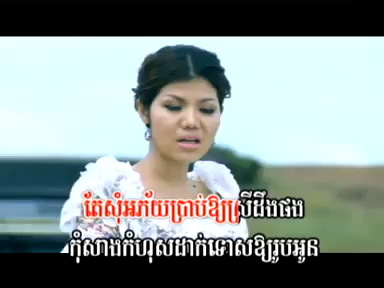 តែសុំអភ័យប្រាប់ឱ្យស្រីដឹងផង
កុំសាងកំហុសដាក់ទោសឱ្យរូបអូន